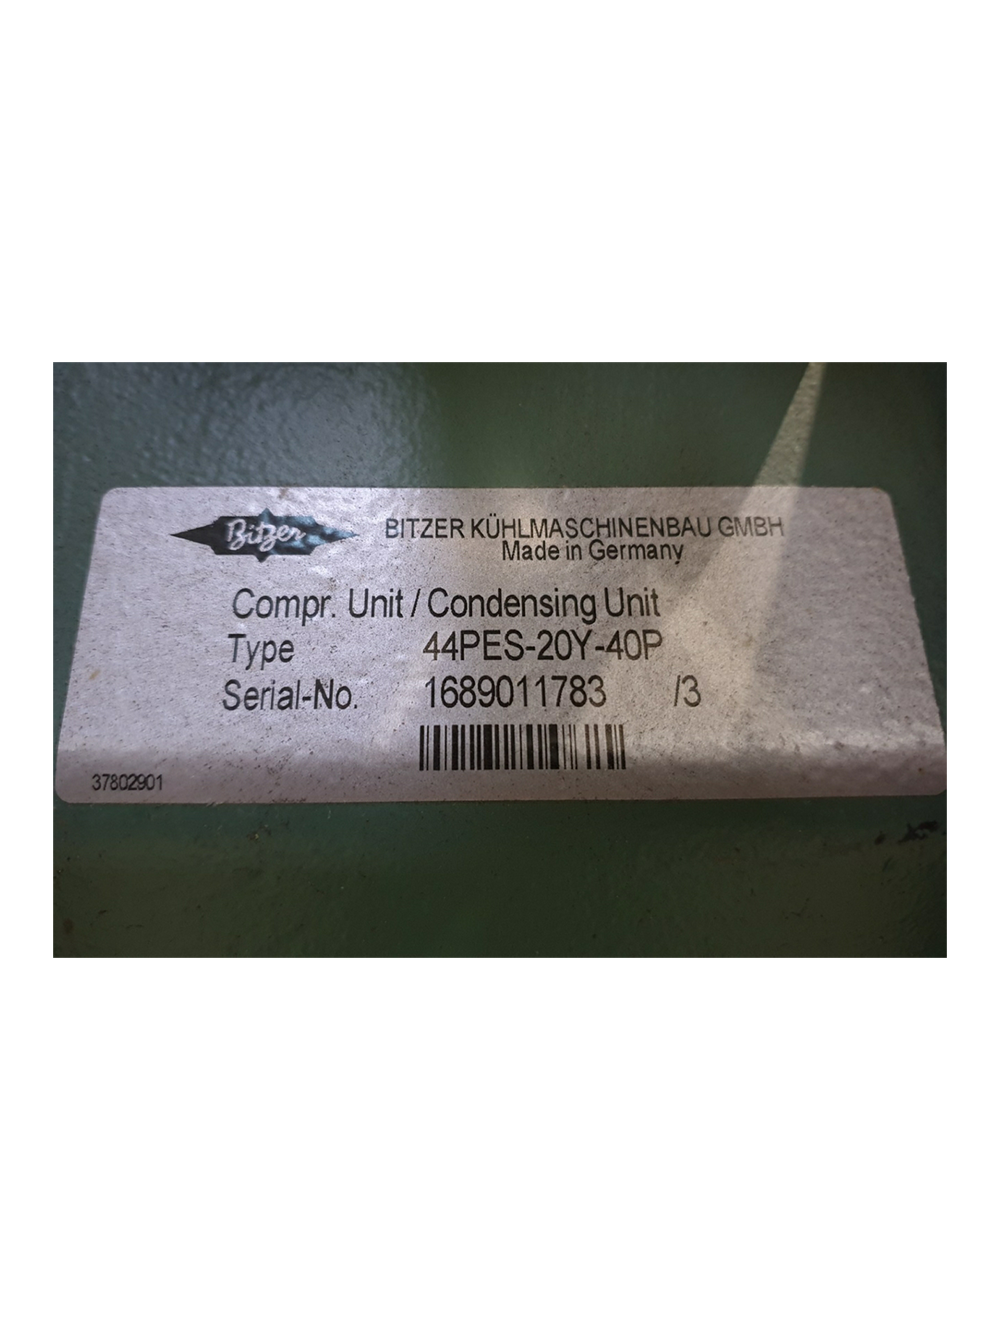 Bitzer
BITZER KÜHLMASCHINENBAU GMBH
Made in Germany
Compr. Unit / Condensing Unit
Type 44PES-20Y-40P
Serial-No. 1689011783 /3
37802901